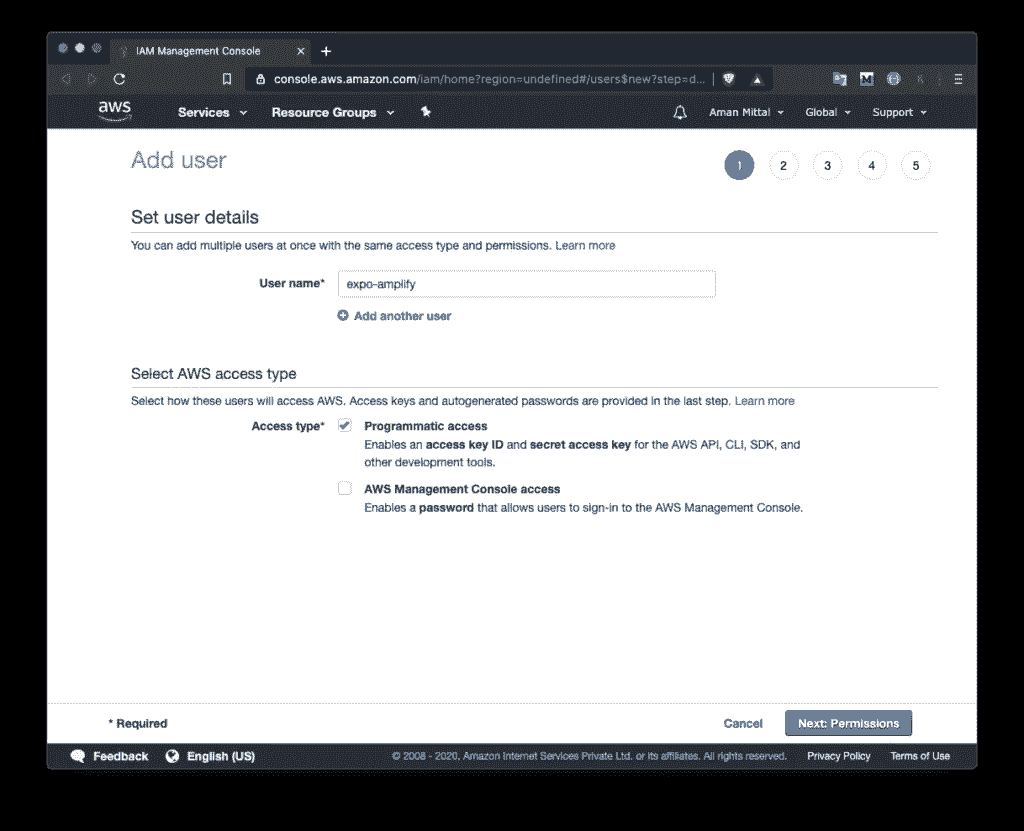 IAM Management Console × +
console.aws.amazon.com/iam/home?region=undefined#/users$new?step=d...
aws Services Resource Groups Aman Mittal Global Support
Add user 1 2 3 4 5
Set user details
You can add multiple users at once with the same access type and permissions. Learn more
User name* expo-amplify
Add another user
Select AWS access type
Select how these users will access AWS. Access keys and autogenerated passwords are provided in the last step. Learn more
Access type* Programmatic access
Enables an access key ID and secret access key for the AWS API, CLI, SDK, and
other development tools.
AWS Management Console access
Enables a password that allows users to sign-in to the AWS Management Console.
* Required Cancel Next: Permissions
Feedback English (US) © 2008 - 2020, Amazon Internet Services Private Ltd. or its affiliates. All rights reserved. Privacy Policy Terms of Use